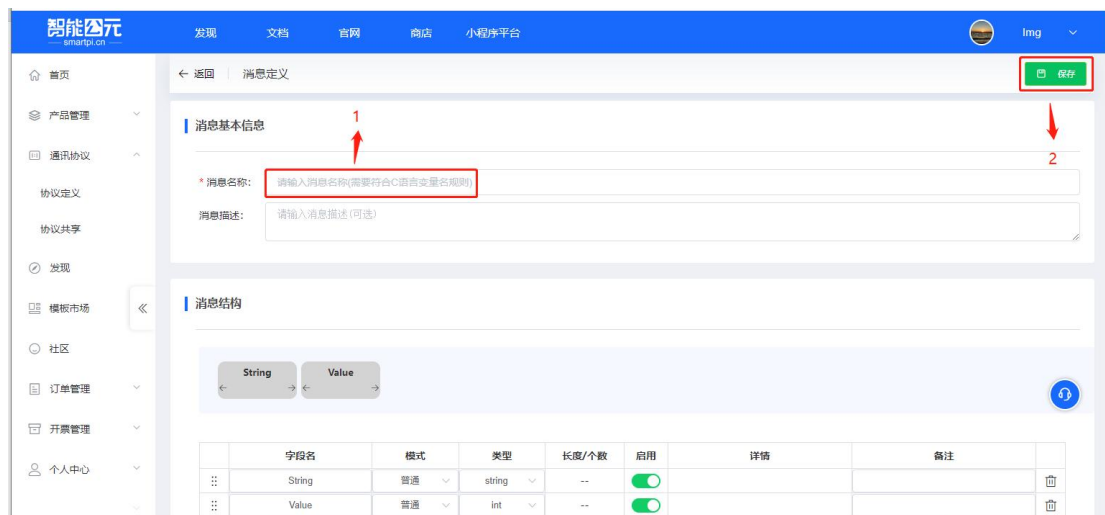 智能公元
smartpi.cn
发现 文档 官网 商店 小程序平台 lmg
首页
产品管理
通讯协议
协议定义
协议共享
发现
模板市场
社区
订单管理
开票管理
个人中心
← 返回 消息定义 保存
消息基本信息 1
2
* 消息名称: 请输入消息名称(需要符合C语言变量名规则)
消息描述: 请输入消息描述(可选)
消息结构
String Value
← → ← →
字段名 模式 类型 长度/个数 启用 详情 备注
String 普通 string --
Value 普通 int --